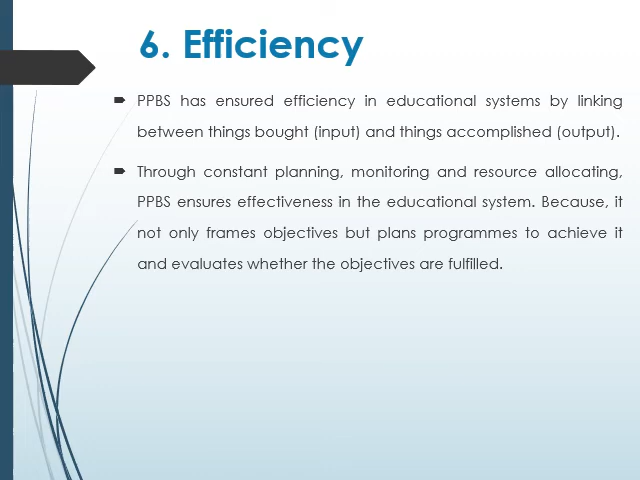 6. Efficiency
PPBS has ensured efficiency in educational systems by linking
between things bought (input) and things accomplished (output).
Through constant planning, monitoring and resource allocating,
PPBS ensures effectiveness in the educational system. Because, it
not only frames objectives but plans programmes to achieve it
and evaluates whether the objectives are fulfilled.